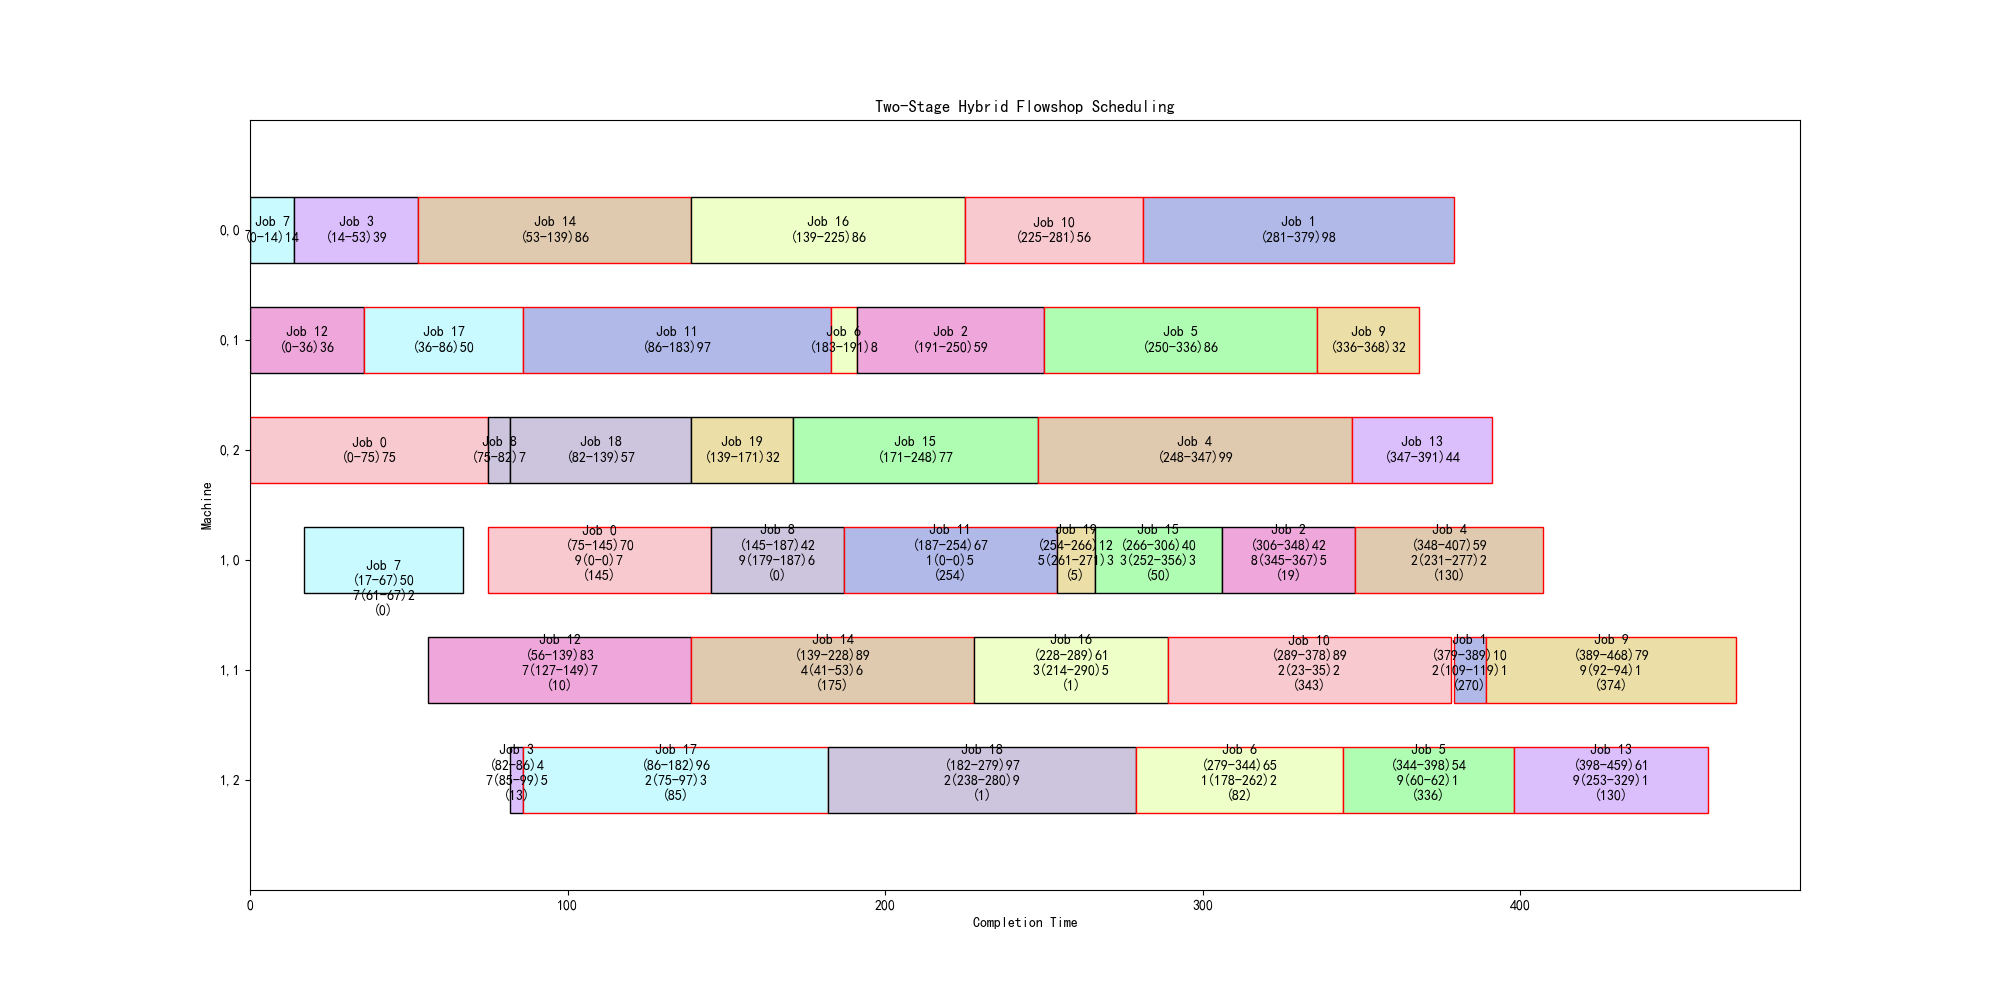 Two-Stage Hybrid Flowshop Scheduling
Machine
0,0
Job 7
(0-14)14
Job 3
(14-53)39
Job 14
(53-139)86
Job 16
(139-225)86
Job 10
(225-281)56
Job 1
(281-379)98
0,1
Job 12
(0-36)36
Job 17
(36-86)50
Job 11
(86-183)97
Job 6
(183-191)8
Job 2
(191-250)59
Job 5
(250-336)86
Job 9
(336-368)32
0,2
Job 0
(0-75)75
Job 8
(75-82)7
Job 18
(82-139)57
Job 19
(139-171)32
Job 15
(171-248)77
Job 4
(248-347)99
Job 13
(347-391)44
1,0
Job 7
(17-67)50
7(61-67)2
(0)
Job 0
(75-145)70
9(0-0)7
(145)
Job 8
(145-187)42
9(179-187)6
(0)
Job 11
(187-254)67
1(0-0)5
(254)
Job 19
(254-266)12
5(261-271)3
(5)
Job 15
(266-306)40
3(252-356)3
(50)
Job 2
(306-348)42
8(345-367)5
(19)
Job 4
(348-407)59
2(231-277)2
(130)
1,1
Job 12
(56-139)83
7(127-149)7
(10)
Job 14
(139-228)89
4(41-53)6
(175)
Job 16
(228-289)61
3(214-290)5
(1)
Job 10
(289-378)89
2(23-35)2
(343)
Job 1
(379-389)10
2(109-119)1
(270)
Job 9
(389-468)79
9(92-94)1
(374)
1,2
Job 3
(82-86)4
7(85-99)5
(13)
Job 17
(86-182)96
2(75-97)3
(85)
Job 18
(182-279)97
2(238-280)9
(1)
Job 6
(279-344)65
1(178-262)2
(82)
Job 5
(344-398)54
9(60-62)1
(336)
Job 13
(398-459)61
9(253-329)1
(130)
0
100
200
300
400
Completion Time